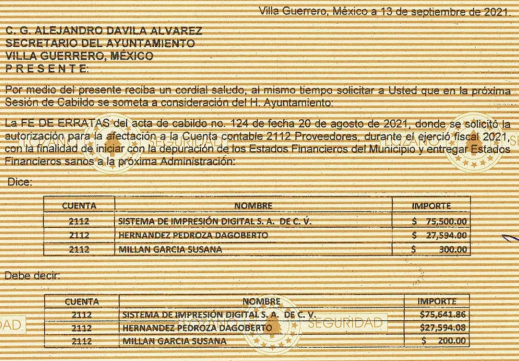 Villa Guerrero, México a 13 de septiembre de 2021.
C. G. ALEJANDRO DAVILA ALVAREZ
SECRETARIO DEL AYUNTAMIENTO
VILLA GUERRERO, MÉXICO
P R E S E N T E.
Por medio del presente reciba un cordial saludo, al mismo tiempo solicitar a Usted que en la próxima
Sesión de Cabildo se someta a consideración del H. Ayuntamiento:
La FE DE ERRATAS del acta de cabildo no. 124 de fecha 20 de agosto de 2021, donde se solicitó la
autorización para la afectación a la Cuenta contable 2112 Proveedores, durante el ejerció fiscal 2021,
con la finalidad de iniciar con la depuración de los Estados Financieros del Municipio y entregar Estados
Financieros sanos a la próxima Administración:
Dice:
CUENTA NOMBRE IMPORTE
2112 SISTEMA DE IMPRESIÓN DIGITAL S. A. DE C. V. $ 75,500.00
2112 HERNANDEZ PEDROZA DAGOBERTO $ 27,594.00
2112 MILLAN GARCIA SUSANA $ 300.00
Debe decir:
CUENTA NOMBRE IMPORTE
2112 SISTEMA DE IMPRESIÓN DIGITAL S. A. DE C. V. $75,641.86
2112 HERNANDEZ PEDROZA DAGOBERTO $27,594.08
2112 MILLAN GARCIA SUSANA $ 200.00
SEGURIDAD